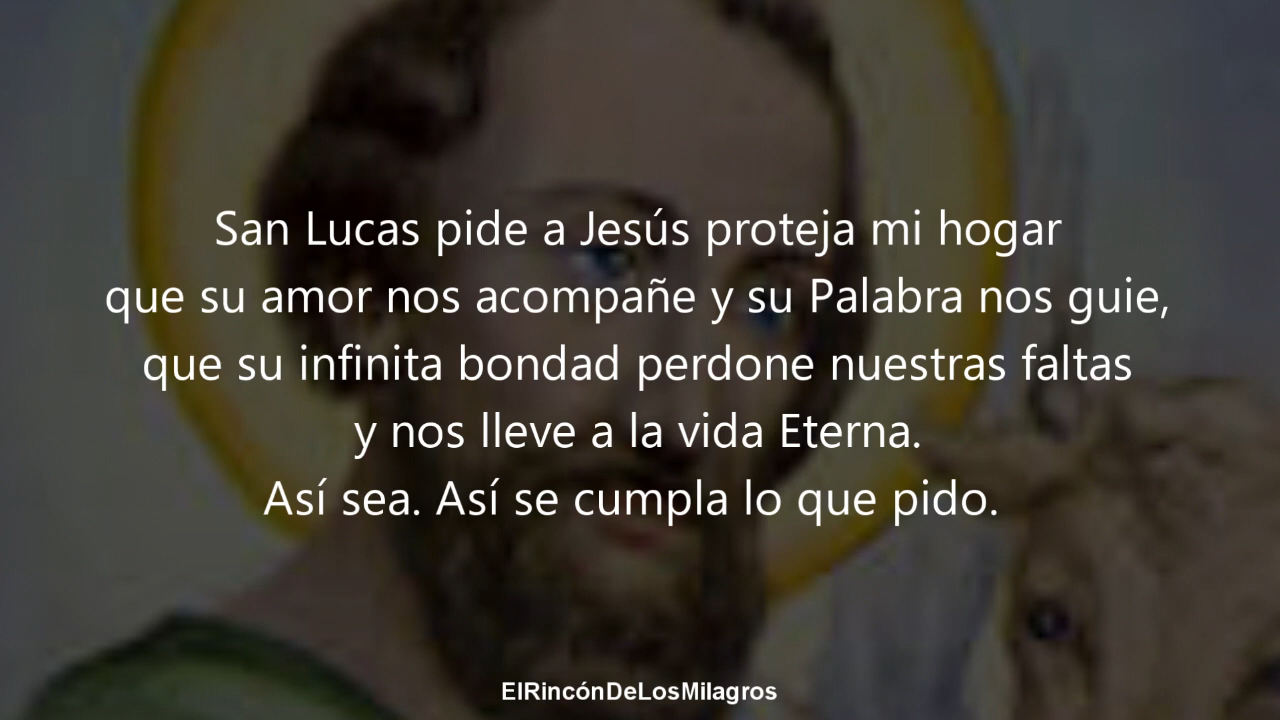 San Lucas pide a Jesús proteja mi hogar
que su amor nos acompañe y su Palabra nos guie,
que su infinita bondad perdone nuestras faltas
y nos lleve a la vida Eterna.
Así sea. Así se cumpla lo que pido.
ElRincónDeLosMilagros